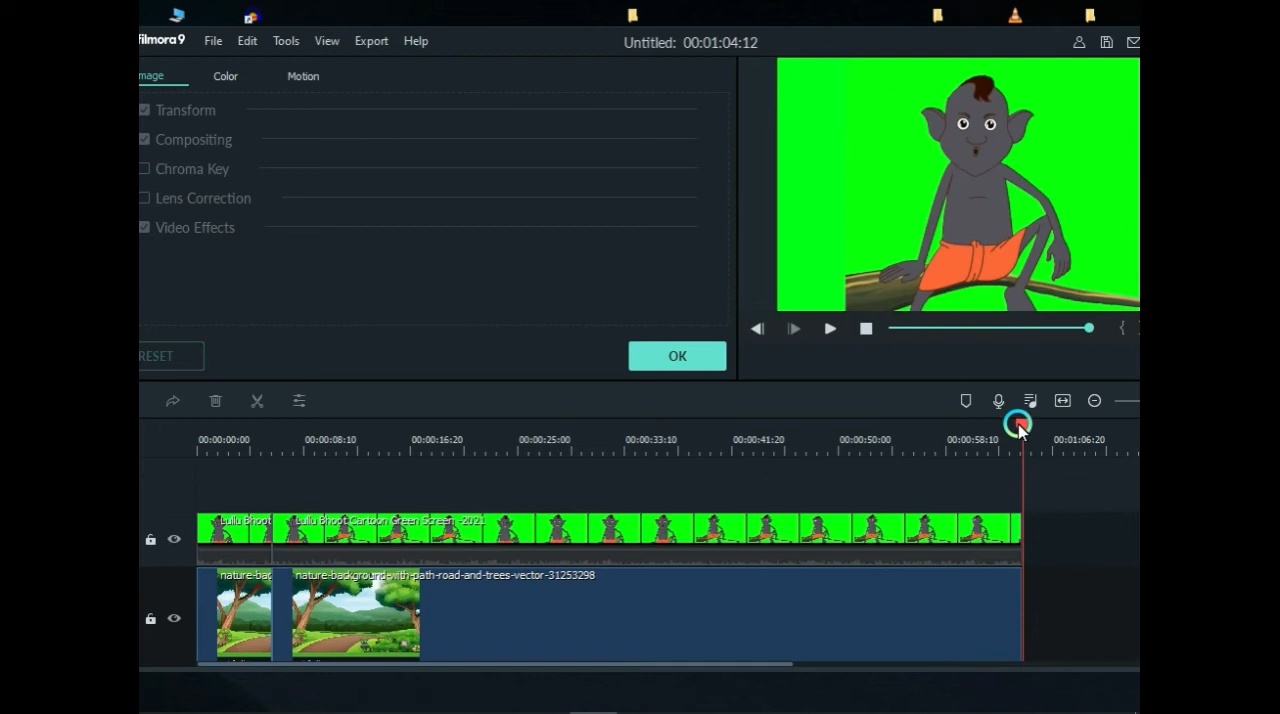 filmora9 File Edit Tools View Export Help Untitled: 00:01:04:12
mage Color Motion
Transform
Compositing
Chroma Key
Lens Correction
Video Effects
RESET OK
00:00:00:00 00:00:08:10 00:00:16:20 00:00:25:00 00:00:33:10 00:00:41:20 00:00:50:00 00:00:58:10 00:01:06:20
Lullu Bhoot Lullu Bhoot Cartoon Green Screen -2021
nature-bac nature-background-with-path-road-and-trees-vector-31253298